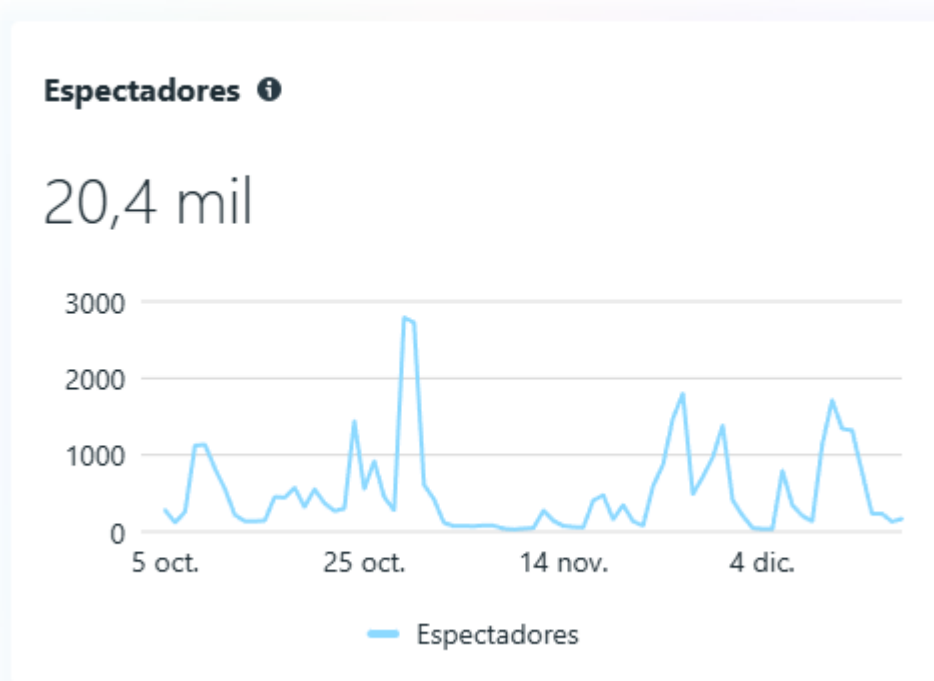 Espectadores
20,4 mil
3000
2000
1000
0
5 oct. 25 oct. 14 nov. 4 dic.
Espectadores